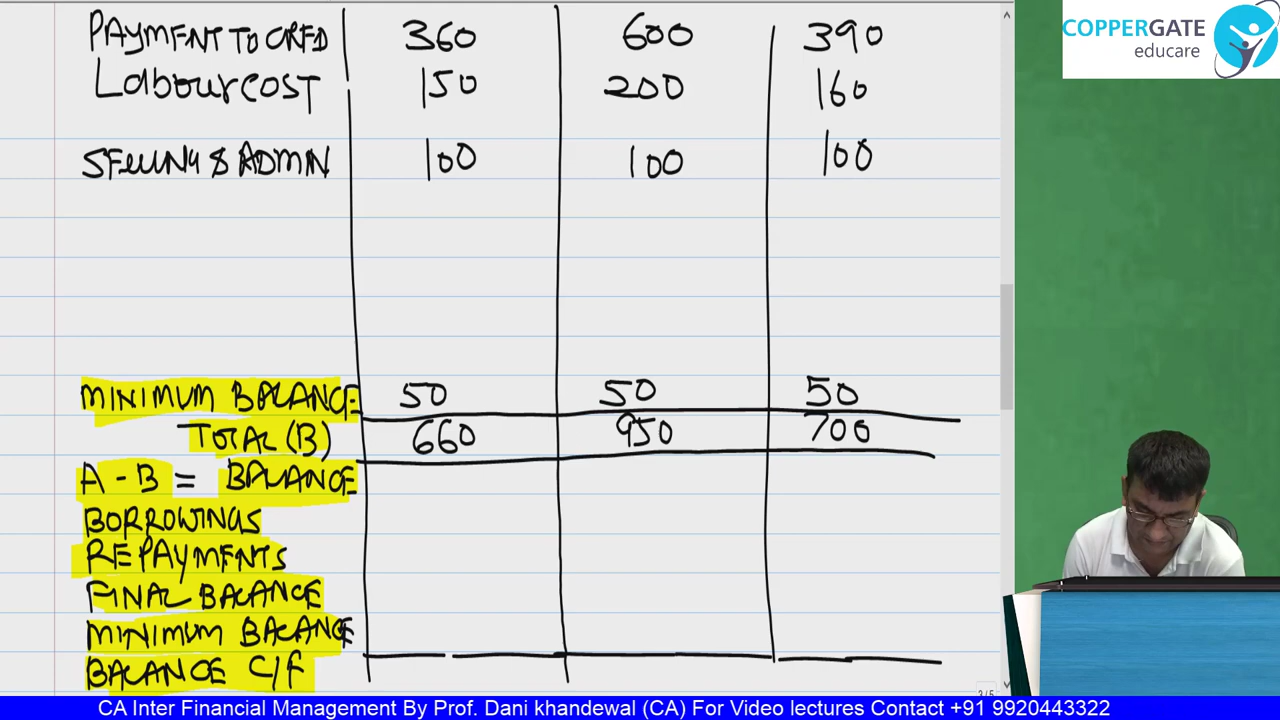 COPPERGATE
educare
PAYMENT TO CRED 360 600 390
Labour cost 150 200 160
SELLING & ADMIN 100 100 100
MINIMUM BALANCE 50 50 50
TOTAL (B) 660 950 700
A - B = BALANCE
BORROWINGS
REPAYMENTS
FINAL BALANCE
MINIMUM BALANCE
BALANCE C/F
3/5
CA Inter Financial Management By Prof. Dani khandewal (CA) For Video lectures Contact +91 9920443322